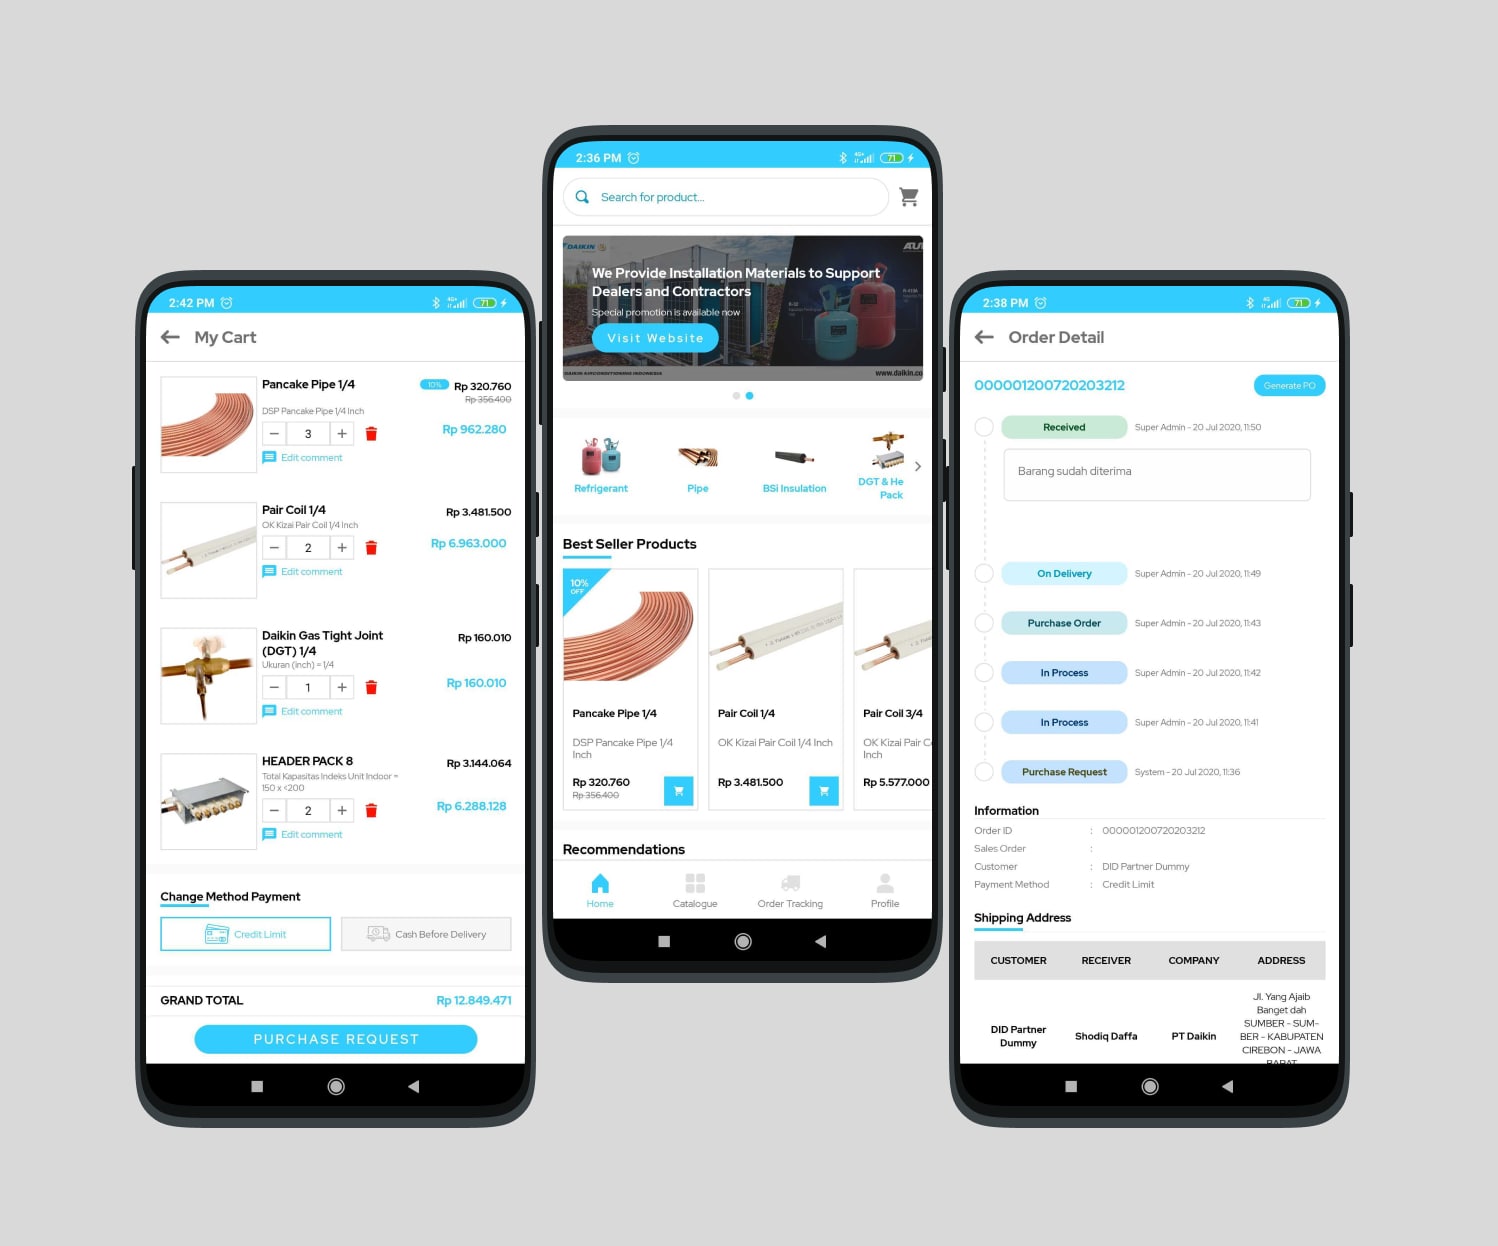 2:42 PM
4G+
71
My Cart
Pancake Pipe 1/4
10%
Rp 320.760
Rp 356.400
DSP Pancake Pipe 1/4 Inch
3
Rp 962.280
Edit comment
Pair Coil 1/4
Rp 3.481.500
OK Kizai Pair Coil 1/4 Inch
2
Rp 6.963.000
Edit comment
Daikin Gas Tight Joint
(DGT) 1/4
Rp 160.010
Ukuran (inch) = 1/4
1
Rp 160.010
Edit comment
HEADER PACK 8
Rp 3.144.064
Total Kapasitas Indeks Unit Indoor =
150 x <200
2
Rp 6.288.128
Edit comment
Change Method Payment
Credit Limit
Cash Before Delivery
GRAND TOTAL
Rp 12.849.471
PURCHASE REQUEST
2:36 PM
4G+
71
Search for product...
DAIKIN
We Provide Installation Materials to Support
Dealers and Contractors
Special promotion is available now
Visit Website
R-32
R-410A
DAIKIN AIRCONDITIONING INDONESIA
www.daikin.co
Refrigerant
Pipe
BSi Insulation
DGT & He
Pack
Best Seller Products
10%
OFF
Pancake Pipe 1/4
DSP Pancake Pipe 1/4
Inch
Rp 320.760
Rp 356.400
Pair Coil 1/4
OK Kizai Pair Coil 1/4 Inch
Rp 3.481.500
Pair Coil 3/4
OK Kizai Pair C
Inch
Rp 5.577.000
Recommendations
Home
Catalogue
Order Tracking
Profile
2:38 PM
4G
71
Order Detail
000001200720203212
Generate PO
Received
Super Admin - 20 Jul 2020, 11:50
Barang sudah diterima
On Delivery
Super Admin - 20 Jul 2020, 11:49
Purchase Order
Super Admin - 20 Jul 2020, 11:43
In Process
Super Admin - 20 Jul 2020, 11:42
In Process
Super Admin - 20 Jul 2020, 11:41
Purchase Request
System - 20 Jul 2020, 11:36
Information
Order ID : 000001200720203212
Sales Order :
Customer : DID Partner Dummy
Payment Method : Credit Limit
Shipping Address
CUSTOMER RECEIVER COMPANY ADDRESS
DID Partner
Dummy
Shodiq Daffa
PT Daikin
Jl. Yang Ajaib
Banget dah
SUMBER - SUM-
BER - KABUPATEN
CIREBON - JAWA
BARAT